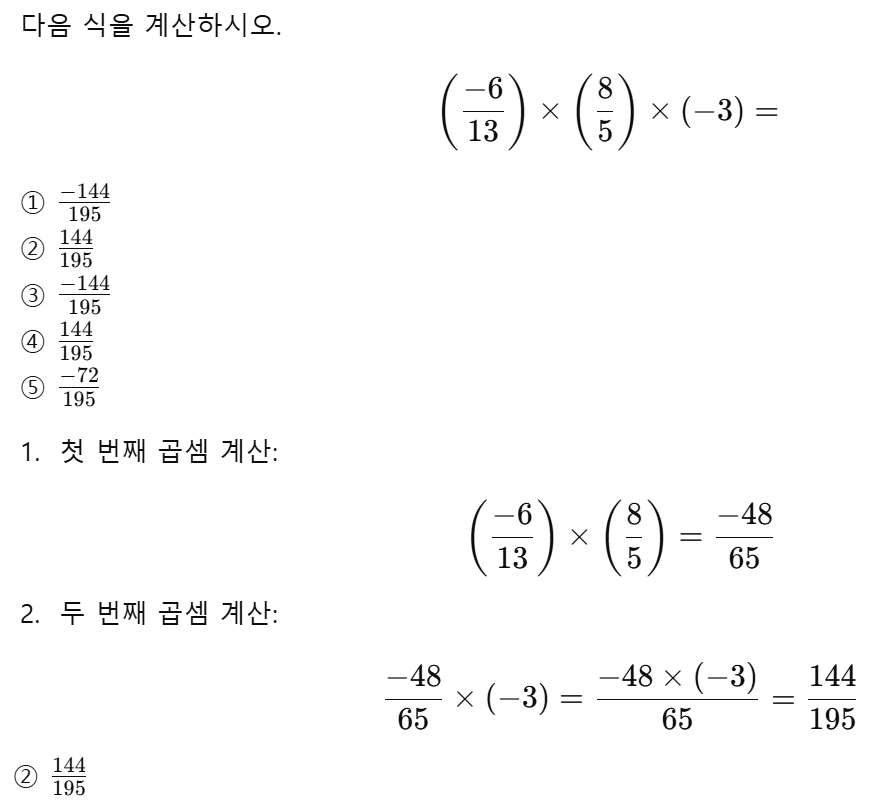 다음 식을 계산하시오.
(-6/13) × (8/5) × (-3) =
① -144/195
② 144/195
③ -144/195
④ 144/195
⑤ -72/195
1. 첫 번째 곱셈 계산:
(-6/13) × (8/5) = -48/65
2. 두 번째 곱셈 계산:
-48/65 × (-3) = -48 × (-3)/65 = 144/195
② 144/195